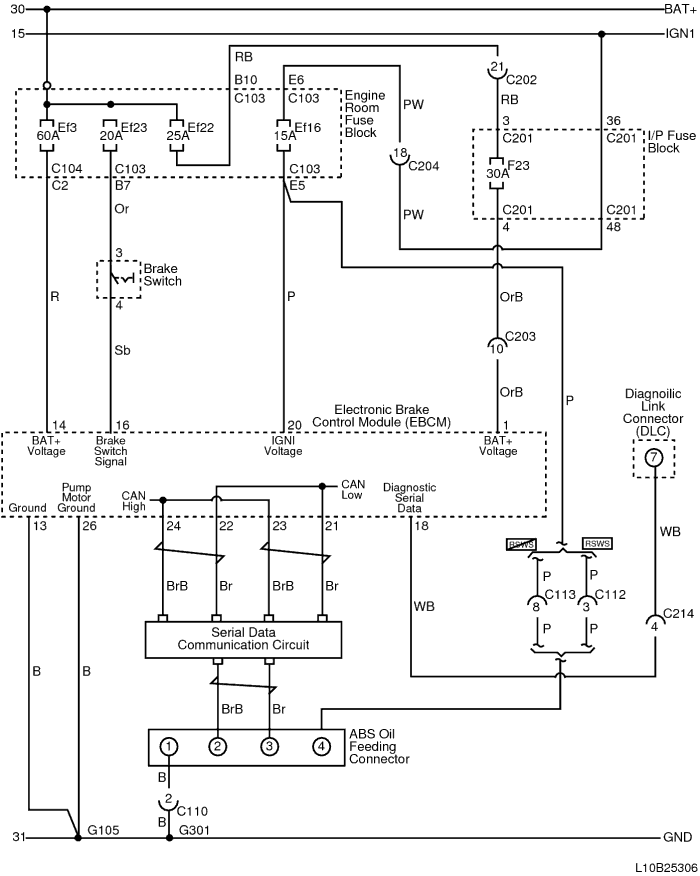 30 BAT+
15 IGN1
RB
21
C202
B10 E6
C103 C103
Engine
Room
Fuse
Block
PW
RB
3 36
C201 C201
I/P Fuse
Block
Ef3
60A
Ef23
20A
Ef22
25A
Ef16
15A
18
C204
F23
30A
C104 C103 C103
C2 B7 E5
C201 C201
4 48
Or
PW
3
Brake
Switch
4
R
P
OrB
Sb
C203
10
OrB
P
Diagnoilic
Link
Connector
(DLC)
7
Electronic Brake
Control Module (EBCM)
14 16 20 1
BAT+
Voltage
Brake
Switch
Signal
IGNI
Voltage
BAT+
Voltage
Ground
Pump
Motor
Ground
CAN
High
CAN
Low
Diagnostic
Serial
Data
13 26 24 22 23 21 18
WB
RSWS RSWS
BrB Br BrB Br
WB
P P
C113 C112
8 3
P P
C214
4
Serial Data
Communication Circuit
B B
BrB Br
ABS Oil
Feeding
Connector
1 2 3 4
B
2
C110
B
31 G105 G301 GND
L10B25306